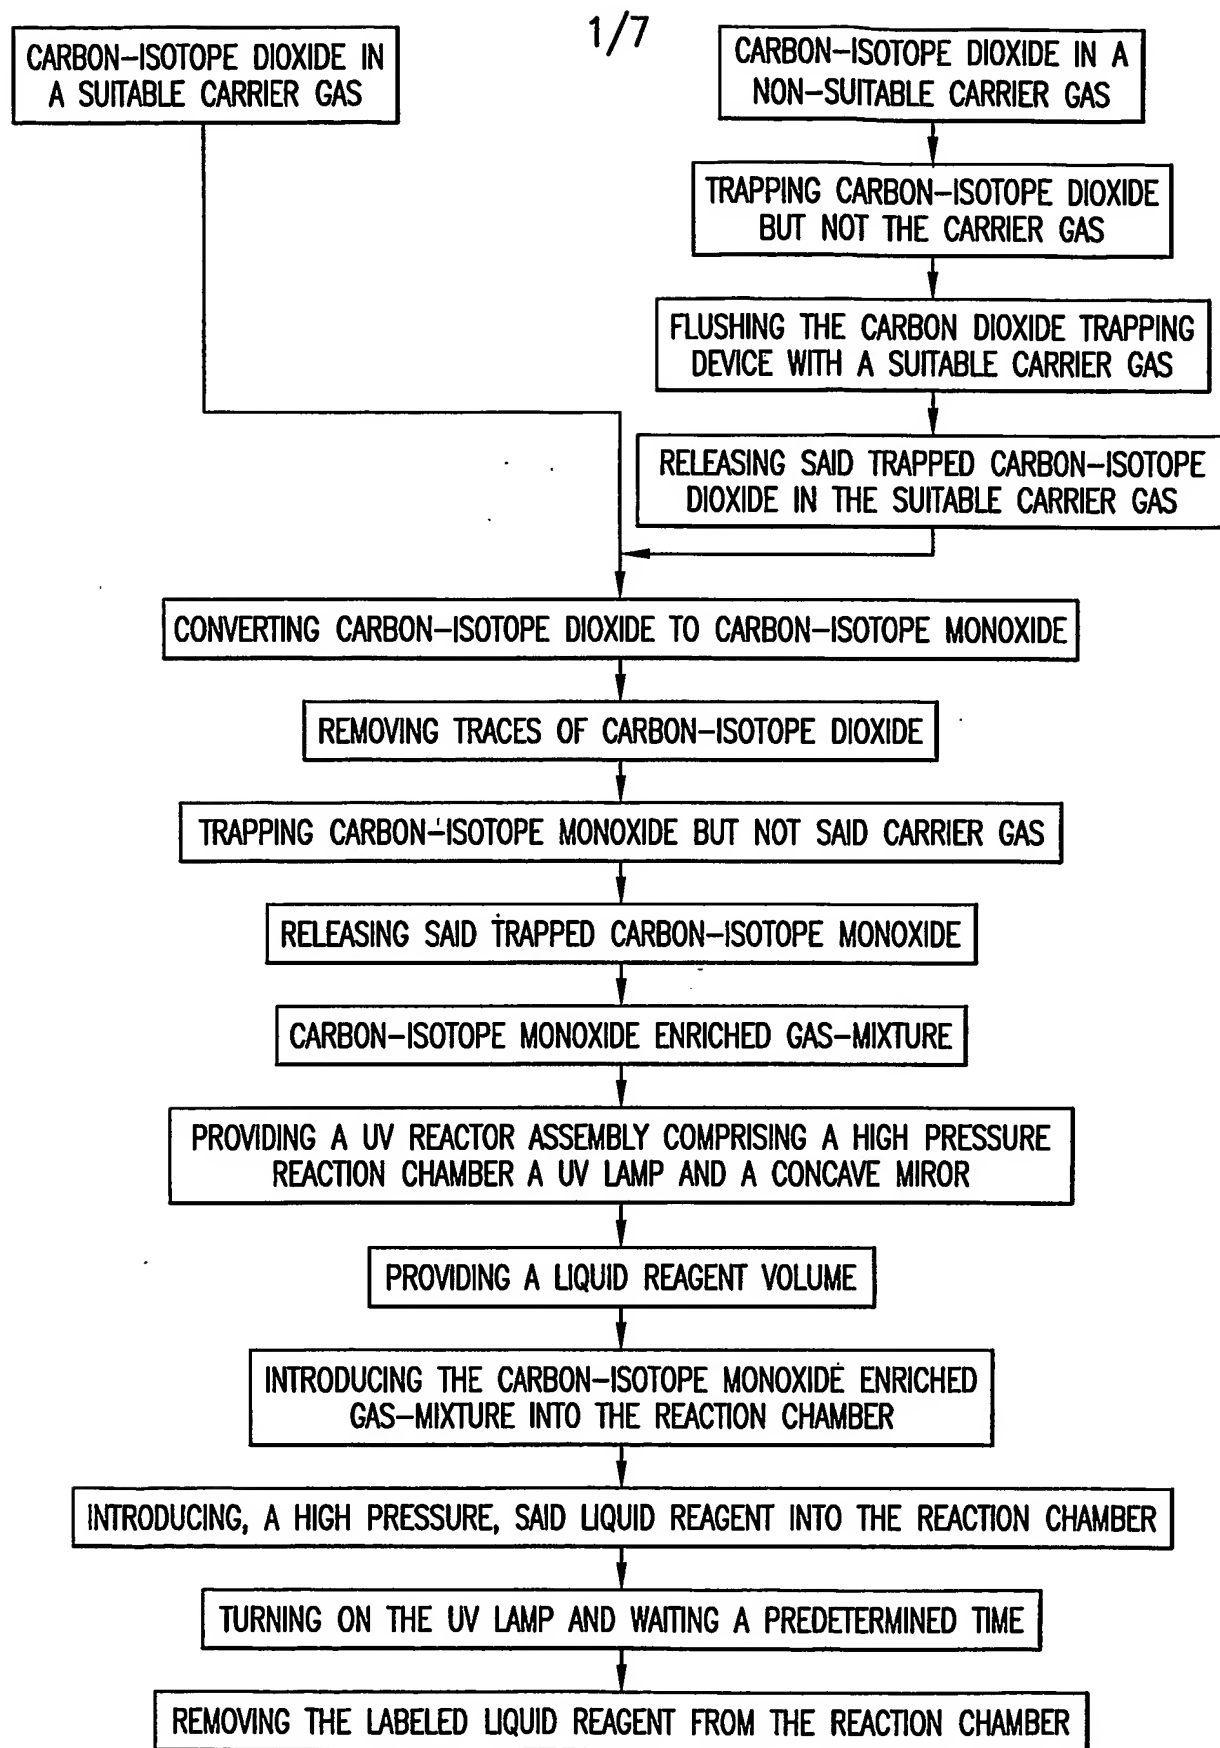 1/7
CARBON-ISOTOPE DIOXIDE IN
A SUITABLE CARRIER GAS
CARBON-ISOTOPE DIOXIDE IN A
NON-SUITABLE CARRIER GAS
TRAPPING CARBON-ISOTOPE DIOXIDE
BUT NOT THE CARRIER GAS
FLUSHING THE CARBON DIOXIDE TRAPPING
DEVICE WITH A SUITABLE CARRIER GAS
RELEASING SAID TRAPPED CARBON-ISOTOPE
DIOXIDE IN THE SUITABLE CARRIER GAS
CONVERTING CARBON-ISOTOPE DIOXIDE TO CARBON-ISOTOPE MONOXIDE
REMOVING TRACES OF CARBON-ISOTOPE DIOXIDE
TRAPPING CARBON-ISOTOPE MONOXIDE BUT NOT SAID CARRIER GAS
RELEASING SAID TRAPPED CARBON-ISOTOPE MONOXIDE
CARBON-ISOTOPE MONOXIDE ENRICHED GAS-MIXTURE
PROVIDING A UV REACTOR ASSEMBLY COMPRISING A HIGH PRESSURE
REACTION CHAMBER A UV LAMP AND A CONCAVE MIROR
PROVIDING A LIQUID REAGENT VOLUME
INTRODUCING THE CARBON-ISOTOPE MONOXIDE ENRICHED
GAS-MIXTURE INTO THE REACTION CHAMBER
INTRODUCING, A HIGH PRESSURE, SAID LIQUID REAGENT INTO THE REACTION CHAMBER
TURNING ON THE UV LAMP AND WAITING A PREDETERMINED TIME
REMOVING THE LABELED LIQUID REAGENT FROM THE REACTION CHAMBER